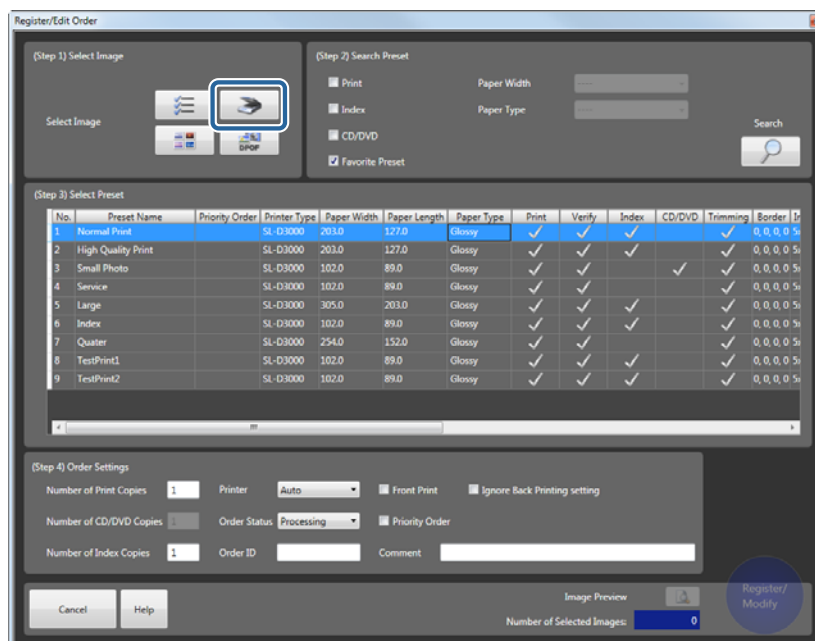 Register/Edit Order
(Step 1) Select Image
Select Image
DPOF
(Step 2) Search Preset
Print
Paper Width
Index
Paper Type
CD/DVD
Favorite Preset
Search
(Step 3) Select Preset
No. Preset Name Priority Order Printer Type Paper Width Paper Length Paper Type Print Verify Index CD/DVD Trimming Border
1 Normal Print SL-D3000 203.0 127.0 Glossy 0, 0, 0, 0
2 High Quality Print SL-D3000 203.0 127.0 Glossy 0, 0, 0, 0
3 Small Photo SL-D3000 102.0 89.0 Glossy 0, 0, 0, 0
4 Service SL-D3000 102.0 89.0 Glossy 0, 0, 0, 0
5 Large SL-D3000 305.0 203.0 Glossy 0, 0, 0, 0
6 Index SL-D3000 102.0 89.0 Glossy 0, 0, 0, 0
7 Quater SL-D3000 254.0 152.0 Glossy 0, 0, 0, 0
8 TestPrint1 SL-D3000 102.0 89.0 Glossy 0, 0, 0, 0
9 TestPrint2 SL-D3000 102.0 89.0 Glossy 0, 0, 0, 0
(Step 4) Order Settings
Number of Print Copies 1 Printer Auto Front Print Ignore Back Printing setting
Number of CD/DVD Copies 1 Order Status Processing Priority Order
Number of Index Copies 1 Order ID Comment
Cancel
Help
Image Preview
Number of Selected Images: 0
Register/
Modify